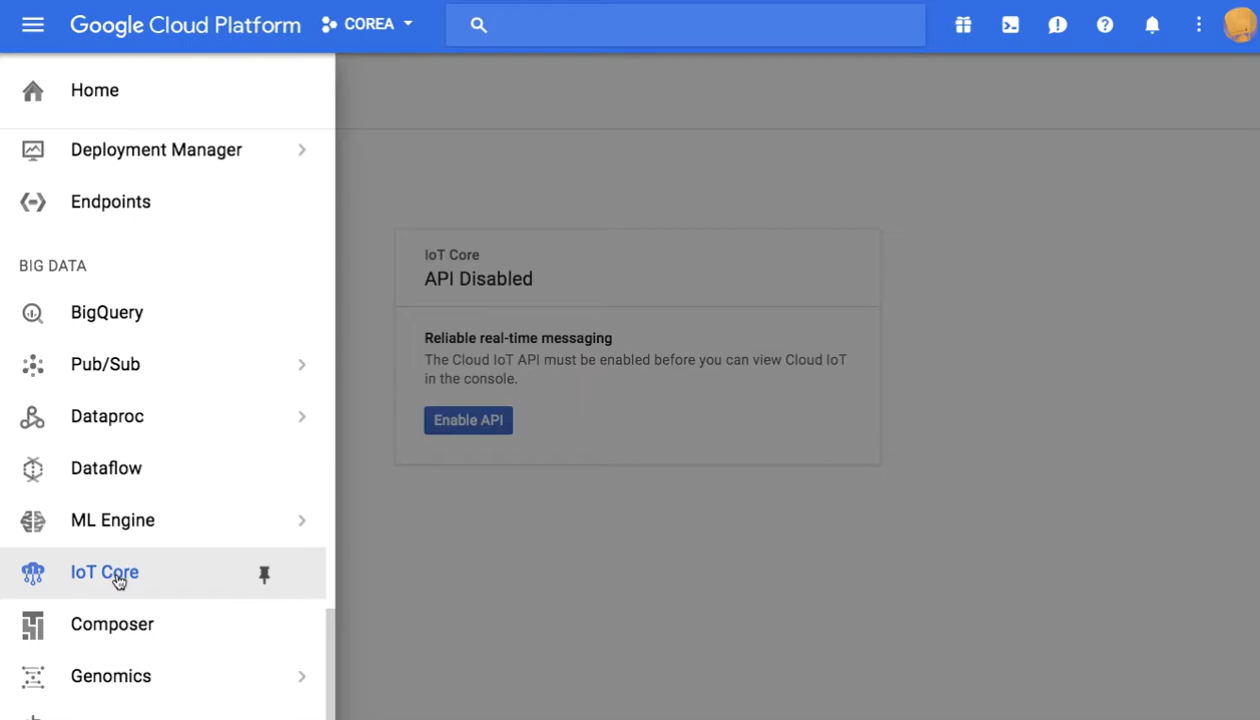 Google Cloud Platform
COREA
Home
Deployment Manager
Endpoints
BIG DATA
BigQuery
Pub/Sub
Dataproc
Dataflow
ML Engine
IoT Core
Composer
Genomics
IoT Core
API Disabled
Reliable real-time messaging
The Cloud IoT API must be enabled before you can view Cloud IoT
in the console.
Enable API